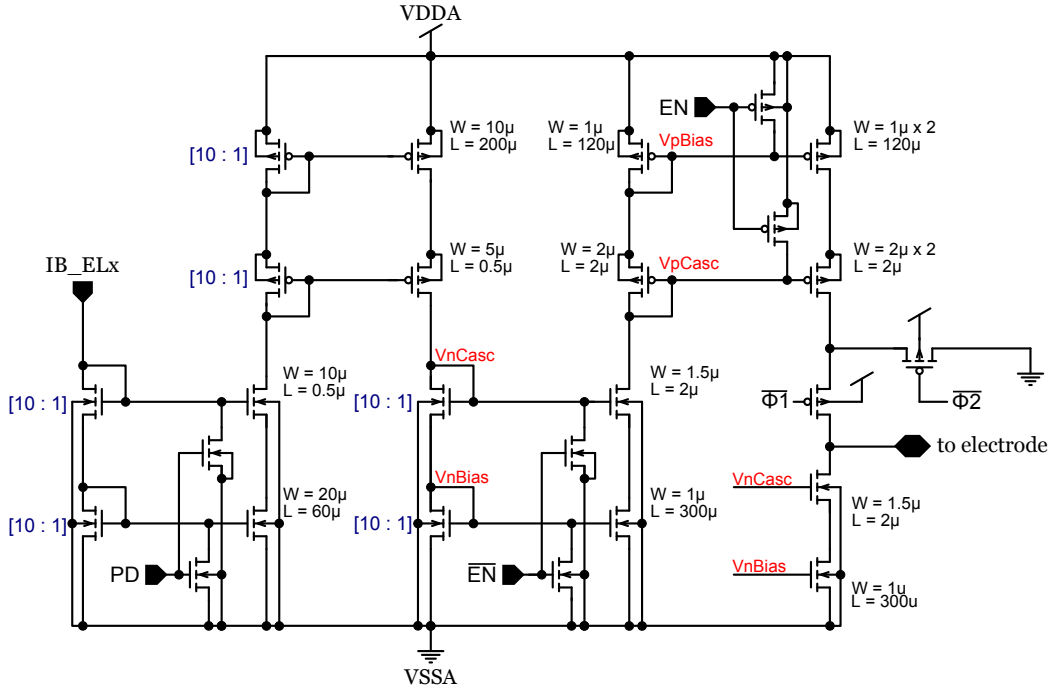 VDDA
EN
W = 10µ
L = 200µ
W = 1µ
L = 120µ
VpBias
W = 1µ x 2
L = 120µ
[10 : 1]
IB_ELx
[10 : 1]
W = 5µ
L = 0.5µ
W = 2µ
L = 2µ
VpCasc
W = 2µ x 2
L = 2µ
VnCasc
W = 10µ
L = 0.5µ
W = 1.5µ
L = 2µ
[10 : 1]
[10 : 1]
Φ1
Φ2
to electrode
VnBias
VnCasc
W = 20µ
L = 60µ
W = 1µ
L = 300µ
W = 1.5µ
L = 2µ
[10 : 1]
[10 : 1]
PD
EN
VnBias
W = 1u
L = 300u
VSSA